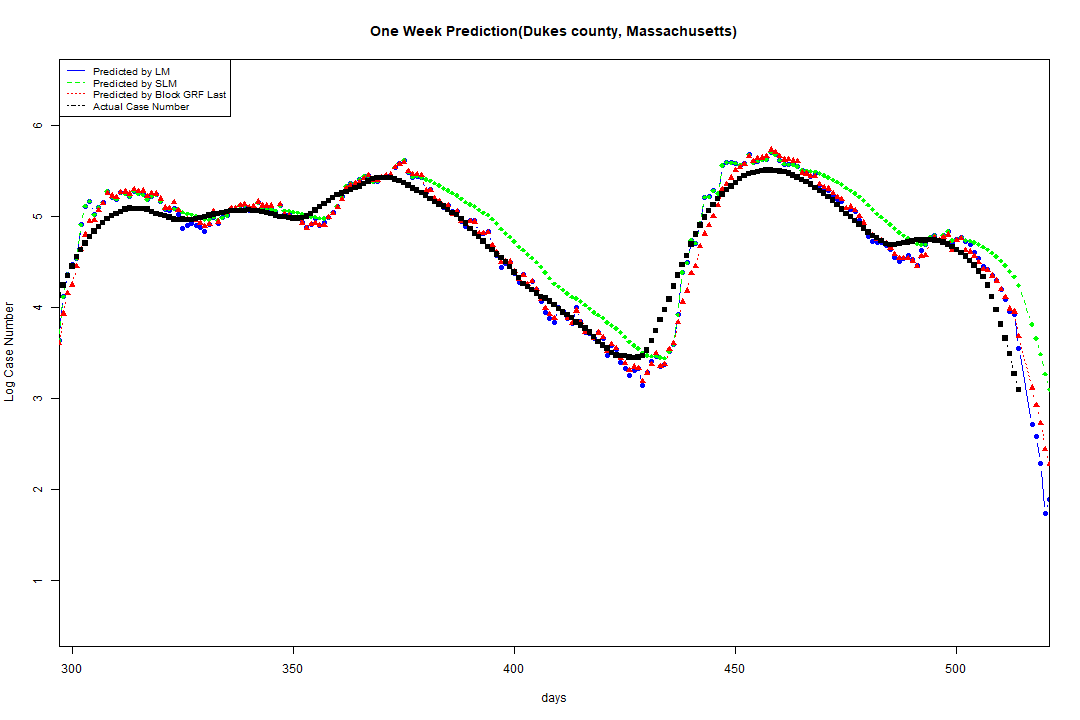 One Week Prediction(Dukes county, Massachusetts)
Predicted by LM
Predicted by SLM
Predicted by Block GRF Last
Actual Case Number
6
5
4
3
2
1
Log Case Number
300 350 400 450 500
days